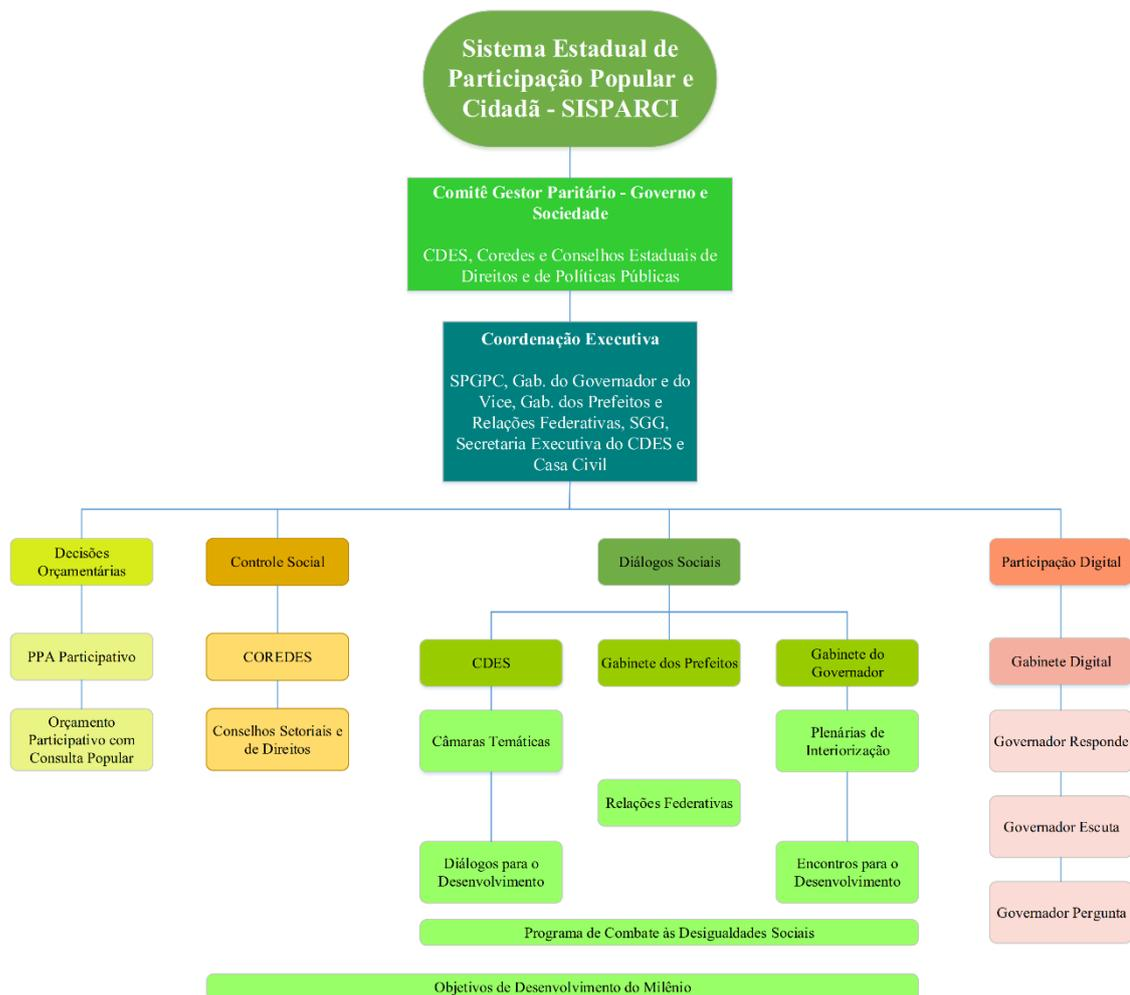 Sistema Estadual de
Participação Popular e
Cidadã - SISPARCI
Comitê Gestor Paritário - Governo e
Sociedade
CDES, Coredes e Conselhos Estaduais de
Direitos e de Políticas Públicas
Coordenação Executiva
SPGPC, Gab. do Governador e do
Vice, Gab. dos Prefeitos e
Relações Federativas, SGG,
Secretaria Executiva do CDES e
Casa Civil
Decisões
Orçamentárias
Controle Social
Diálogos Sociais
Participação Digital
PPA Participativo
COREDES
CDES
Gabinete dos Prefeitos
Gabinete do
Governador
Gabinete Digital
Orçamento
Participativo com
Consulta Popular
Conselhos Setoriais e
de Direitos
Câmaras Temáticas
Plenárias de
Interiorização
Governador Responde
Relações Federativas
Governador Escuta
Diálogos para o
Desenvolvimento
Encontros para o
Desenvolvimento
Governador Pergunta
Programa de Combate às Desigualdades Sociais
Objetivos de Desenvolvimento do Milênio